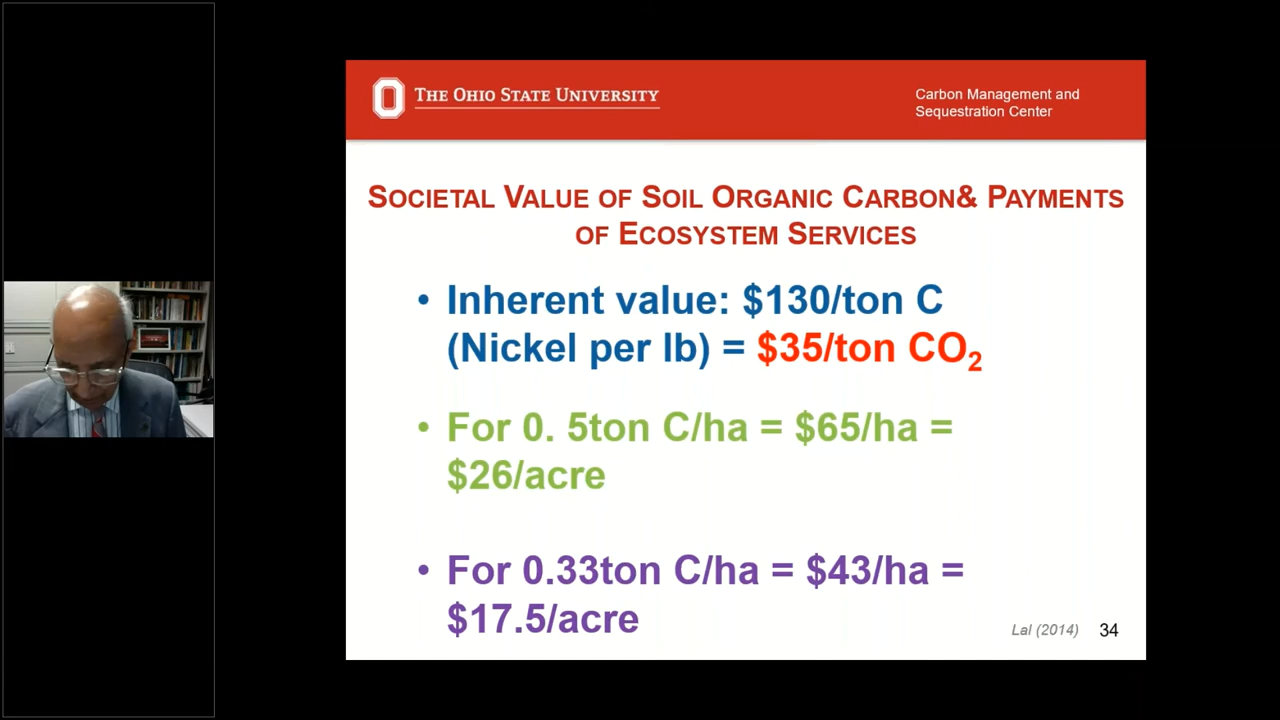 THE OHIO STATE UNIVERSITY
Carbon Management and
Sequestration Center
SOCIETAL VALUE OF SOIL ORGANIC CARBON& PAYMENTS
OF ECOSYSTEM SERVICES
• Inherent value: $130/ton C
(Nickel per lb) = $35/ton CO₂
• For 0. 5ton C/ha = $65/ha =
$26/acre
• For 0.33ton C/ha = $43/ha =
$17.5/acre
Lal (2014) 34